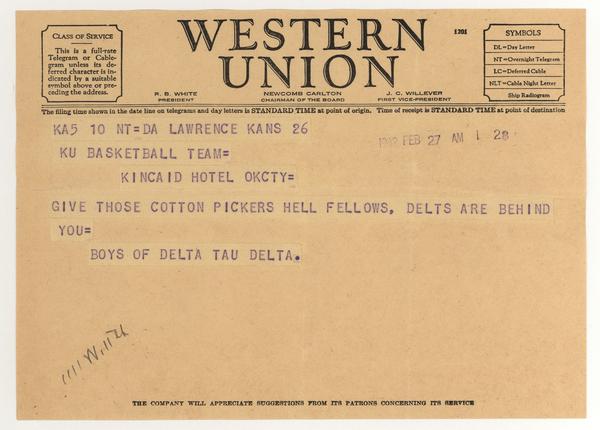 CLASS OF SERVICE
This is a full-rate
Telegram or Cable-
gram unless its de-
ferred character is in-
dicated by a suitable
symbol above or pre-
ceding the address.
WESTERN
UNION
1201
SYMBOLS
DL=Day Letter
NT=Overnight Telegram
LC=Deferred Cable
NLT=Cable Night Letter
Ship Radiogram
R. B. WHITE
PRESIDENT
NEWCOMB CARLTON
CHAIRMAN OF THE BOARD
J. C. WILLEVER
FIRST VICE-PRESIDENT
The filing time shown in the date line on telegrams and day letters is STANDARD TIME at point of origin. Time of receipt is STANDARD TIME at point of destination
KA5 10 NT=DA LAWRENCE KANS 26
FEB 27 AM 1 28
KU BASKETBALL TEAM=
KINCAID HOTEL OKCTY=
GIVE THOSE COTTON PICKERS HELL FELLOWS, DELTS ARE BEHIND
YOU=
BOYS OF DELTA TAU DELTA.
THE COMPANY WILL APPRECIATE SUGGESTIONS FROM ITS PATRONS CONCERNING ITS SERVICE